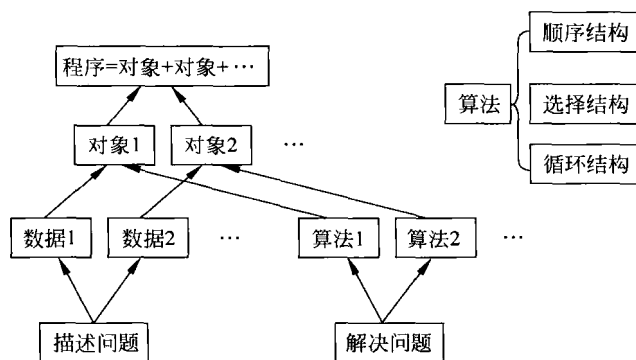 程序=对象+对象+…
对象1
对象2
…
数据1
数据2
…
算法1
算法2
…
描述问题
解决问题
算法
顺序结构
选择结构
循环结构